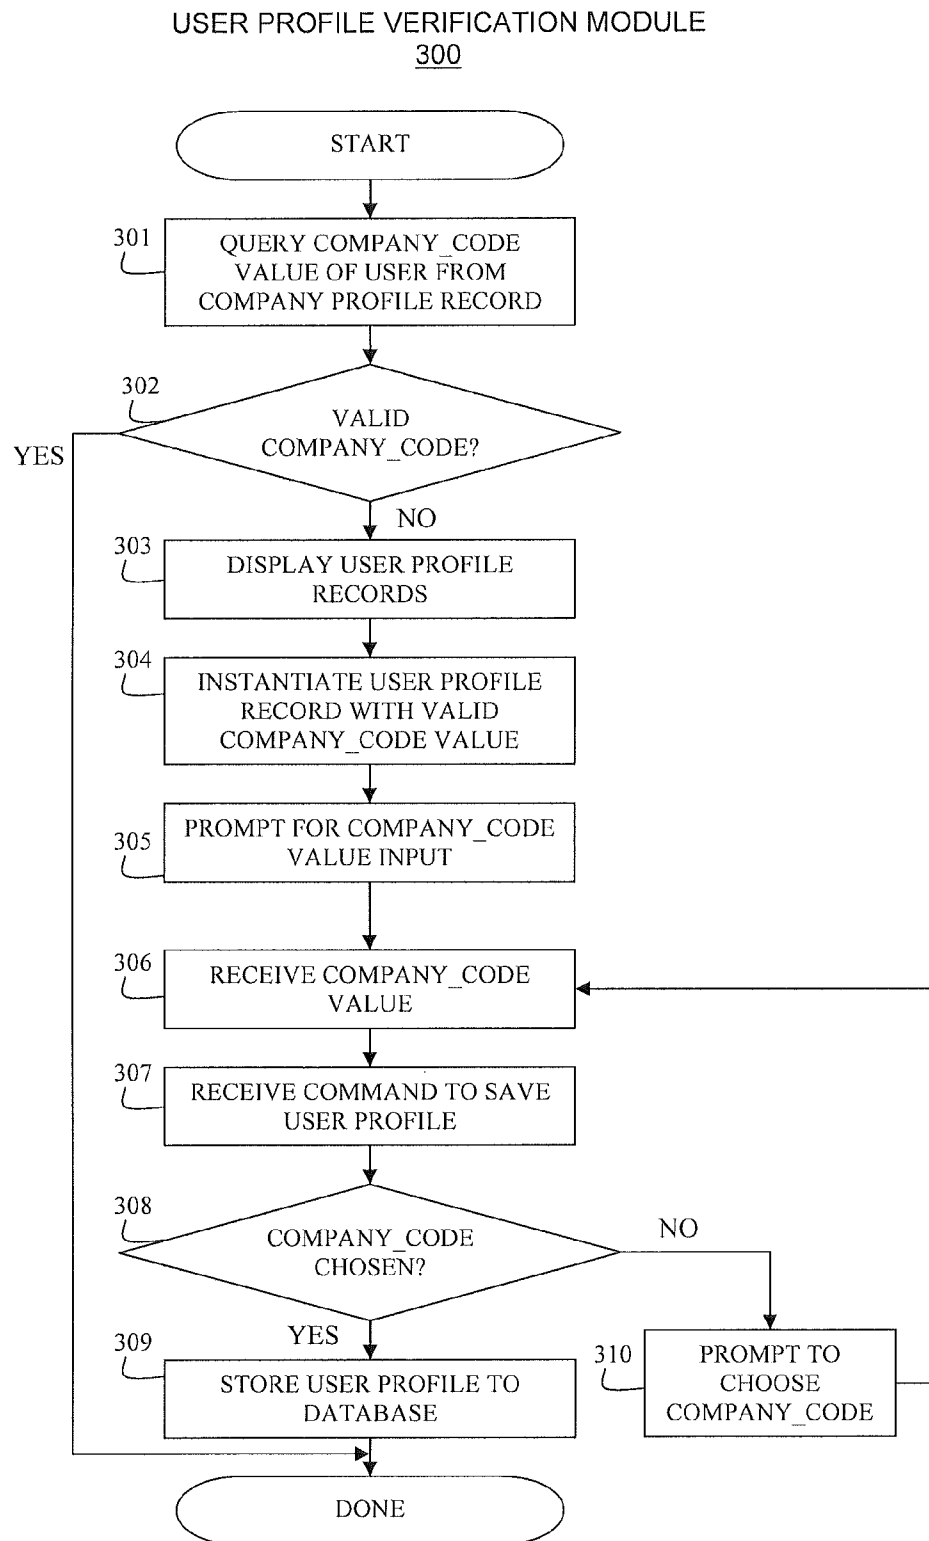 USER PROFILE VERIFICATION MODULE
300
START
301
QUERY COMPANY_CODE
VALUE OF USER FROM
COMPANY PROFILE RECORD
302
VALID
COMPANY_CODE?
YES
NO
303
DISPLAY USER PROFILE
RECORDS
304
INSTANTIATE USER PROFILE
RECORD WITH VALID
COMPANY_CODE VALUE
305
PROMPT FOR COMPANY_CODE
VALUE INPUT
306
RECEIVE COMPANY_CODE
VALUE
307
RECEIVE COMMAND TO SAVE
USER PROFILE
308
COMPANY_CODE
CHOSEN?
NO
YES
309
STORE USER PROFILE TO
DATABASE
310
PROMPT TO
CHOOSE
COMPANY_CODE
DONE